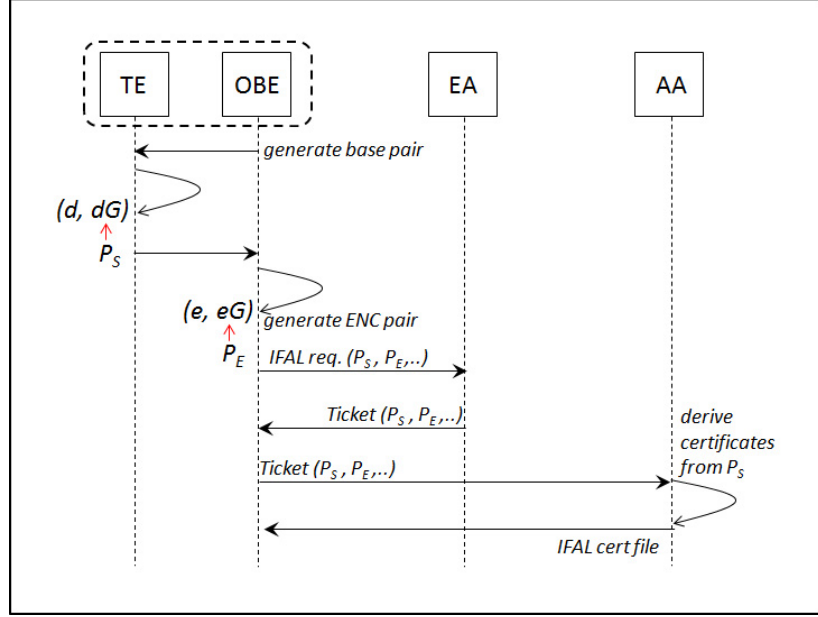 TE OBE EA AA
generate base pair
(d, dG)
P_S
(e, eG) generate ENC pair
P_E IFAL req. (P_S , P_E,..)
Ticket (P_S , P_E,..)
derive
certificates
from P_S
Ticket (P_S , P_E,..)
IFAL cert file